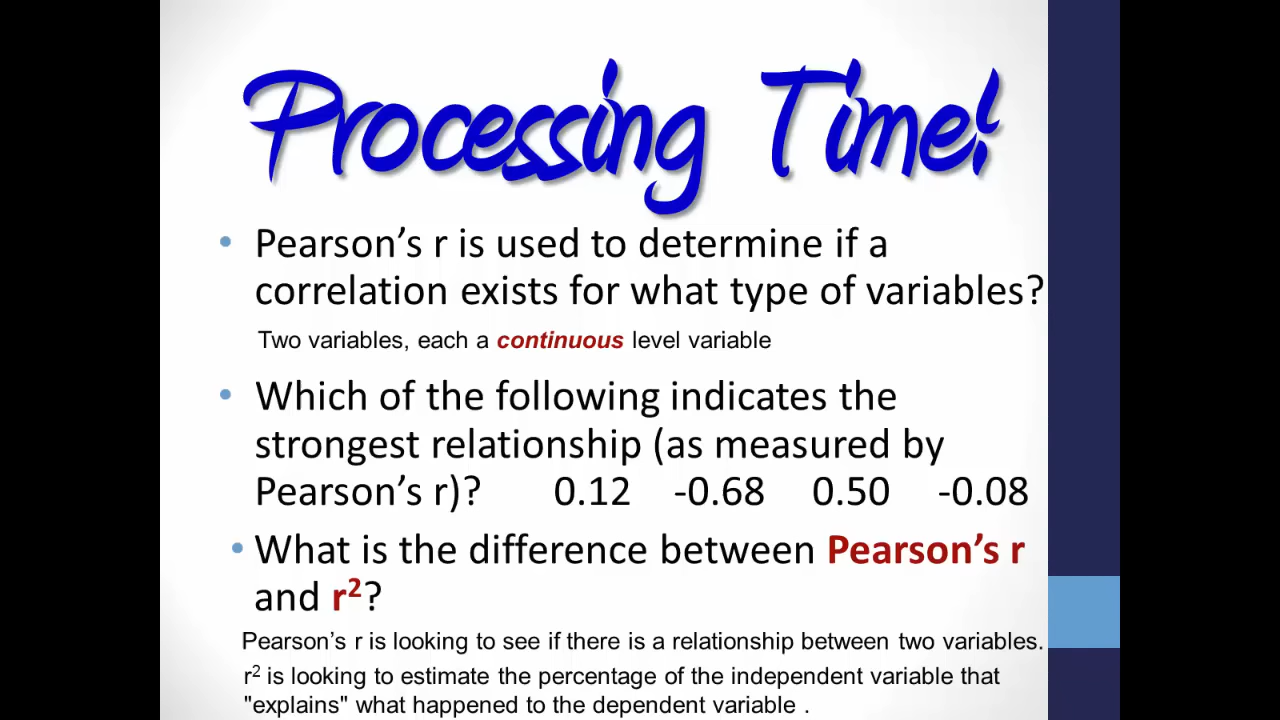 Processing Time!
• Pearson’s r is used to determine if a
correlation exists for what type of variables?
Two variables, each a continuous level variable
• Which of the following indicates the
strongest relationship (as measured by
Pearson’s r)? 0.12 -0.68 0.50 -0.08
• What is the difference between Pearson’s r
and r²?
Pearson’s r is looking to see if there is a relationship between two variables.
r² is looking to estimate the percentage of the independent variable that
"explains" what happened to the dependent variable .